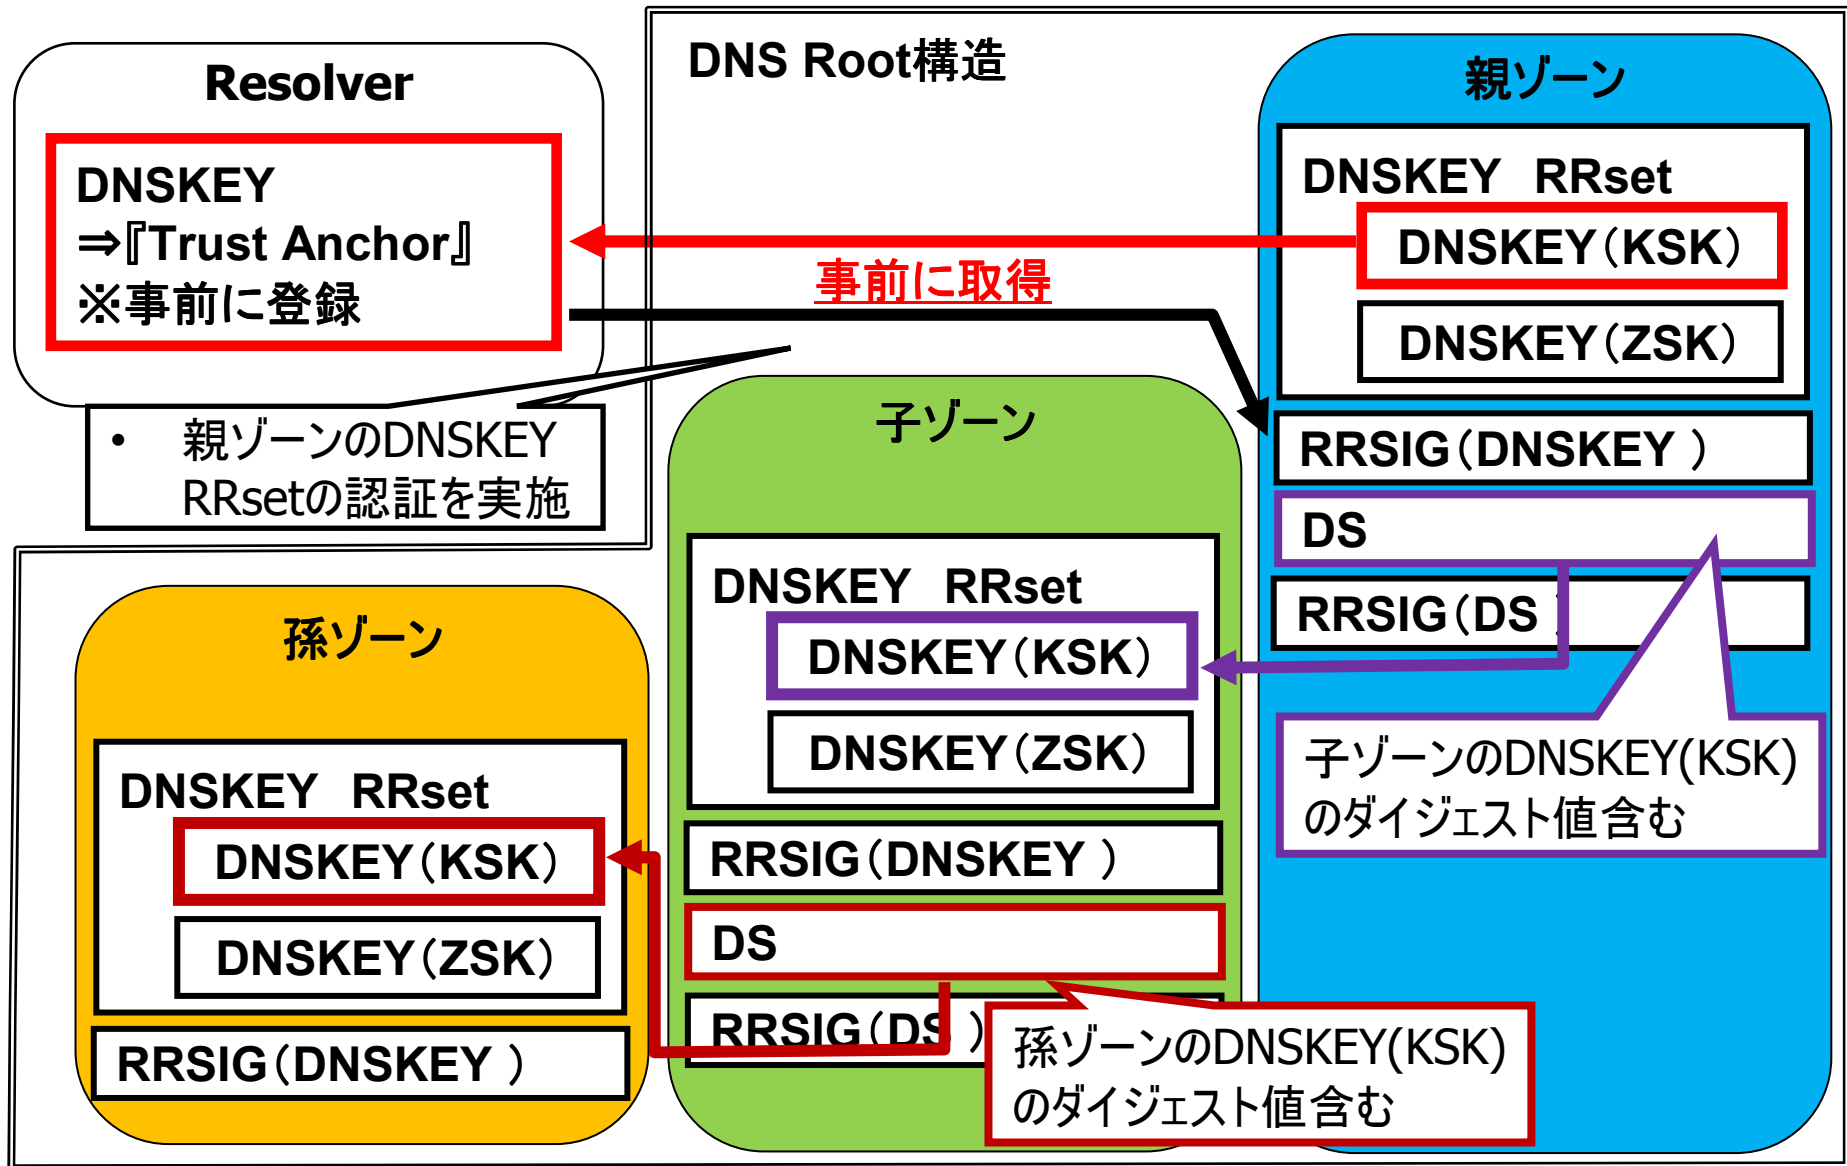 DNS Root構造
Resolver
DNSKEY
⇒『Trust Anchor』
※事前に登録
事前に取得
• 親ゾーンのDNSKEY
RRsetの認証を実施
親ゾーン
DNSKEY RRset
DNSKEY(KSK)
DNSKEY(ZSK)
RRSIG(DNSKEY )
DS
RRSIG(DS )
子ゾーンのDNSKEY(KSK)
のダイジェスト値含む
子ゾーン
DNSKEY RRset
DNSKEY(KSK)
DNSKEY(ZSK)
RRSIG(DNSKEY )
DS
RRSIG(DS )
孫ゾーンのDNSKEY(KSK)
のダイジェスト値含む
孫ゾーン
DNSKEY RRset
DNSKEY(KSK)
DNSKEY(ZSK)
RRSIG(DNSKEY )